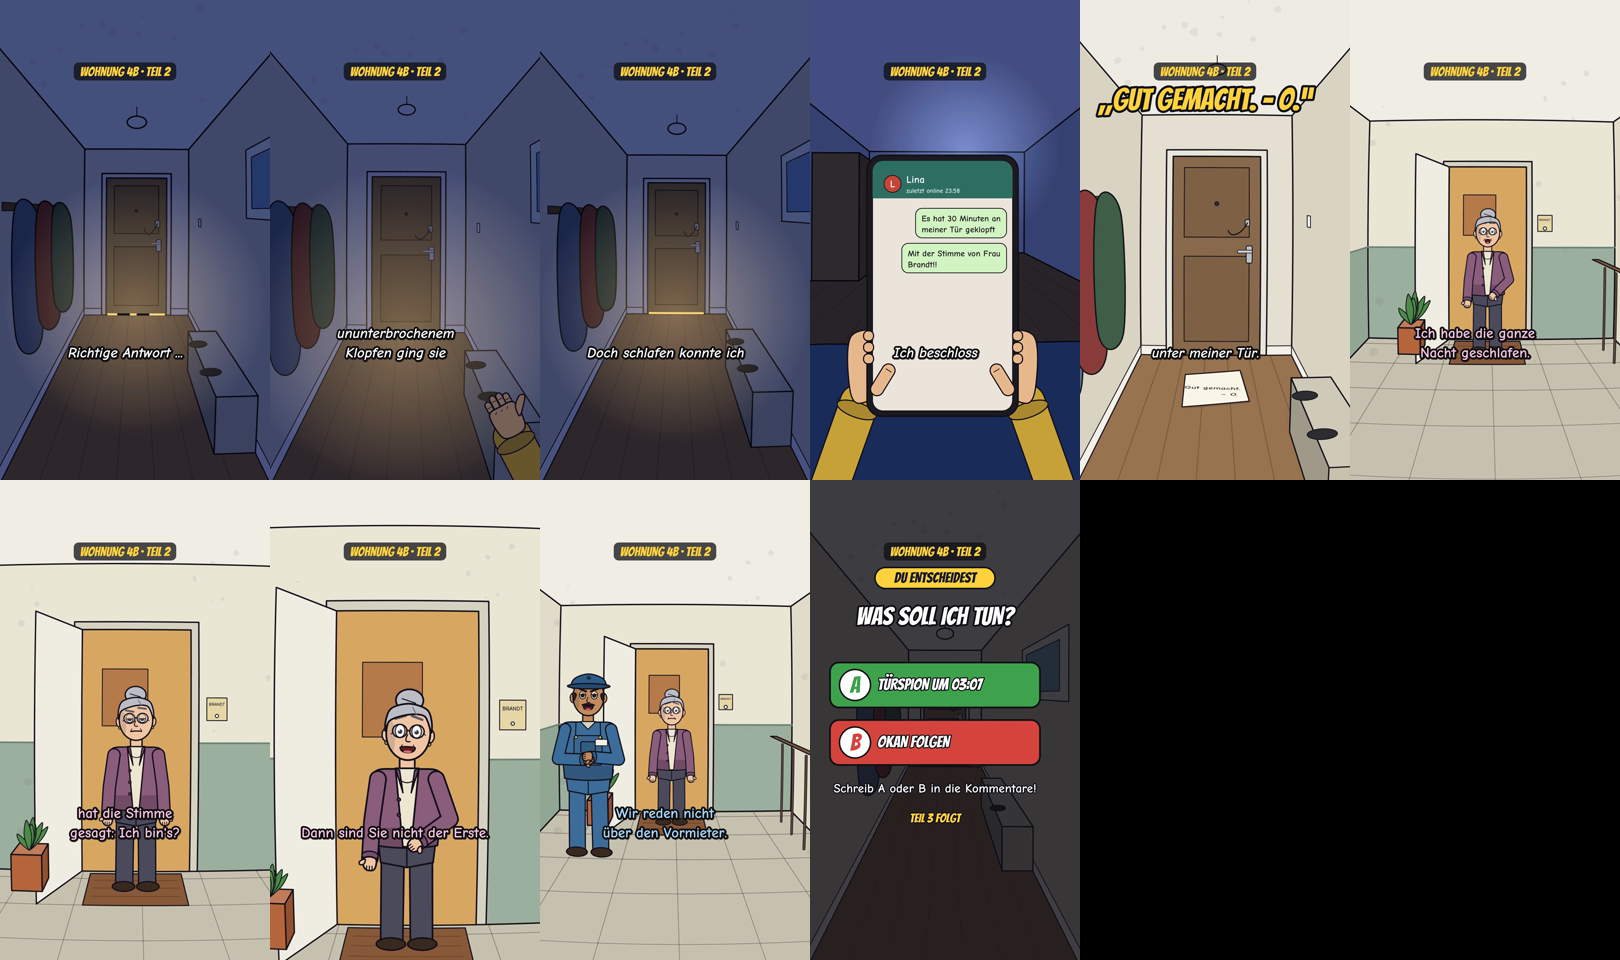 WOHNUNG 4B • TEIL 2
Richtige Antwort ...
WOHNUNG 4B • TEIL 2
ununterbrochenem
Klopfen ging sie
WOHNUNG 4B • TEIL 2
Doch schlafen konnte ich
WOHNUNG 4B • TEIL 2
L
Lina
zuletzt online 23:58
Es hat 30 Minuten an
meiner Tür geklopft
Mit der Stimme von Frau
Brandt!!
Ich beschloss
WOHNUNG 4B • TEIL 2
„GUT GEMACHT. - O."
unter meiner Tür.
Gut gemacht.
- O.
WOHNUNG 4B • TEIL 2
BRANDT
Ich habe die ganze
Nacht geschlafen.
WOHNUNG 4B • TEIL 2
BRANDT
hat die Stimme
gesagt: Ich bin's?
WOHNUNG 4B • TEIL 2
BRANDT
Dann sind Sie nicht der Erste.
WOHNUNG 4B • TEIL 2
Wir reden nicht
über den Vormieter.
WOHNUNG 4B • TEIL 2
DU ENTSCHEIDEST
WAS SOLL ICH TUN?
A TÜRSPION UM 03:07
B OKAN FOLGEN
Schreib A oder B in die Kommentare!
TEIL 3 FOLGT